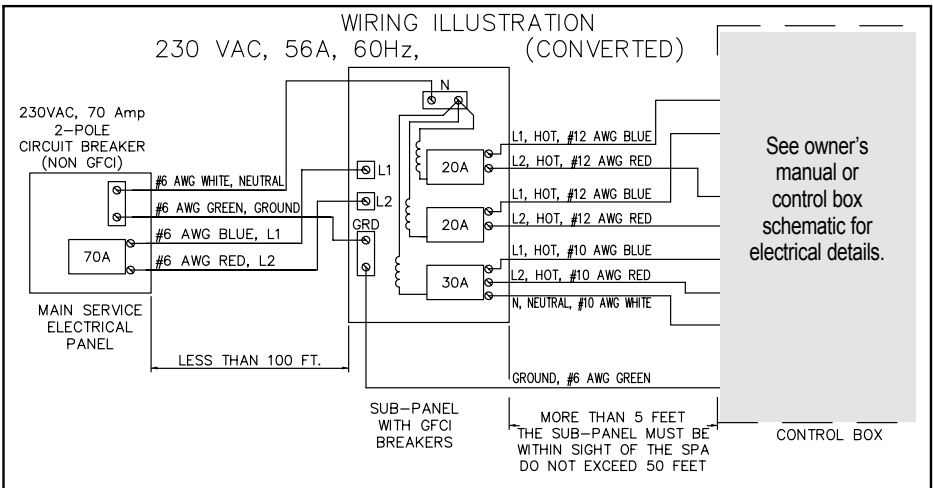 WIRING ILLUSTRATION
230 VAC, 56A, 60Hz, (CONVERTED)
230VAC, 70 Amp
2-POLE
CIRCUIT BREAKER
(NON GFCI)
#6 AWG WHITE, NEUTRAL
#6 AWG GREEN, GROUND
#6 AWG BLUE, L1
#6 AWG RED, L2
70A
MAIN SERVICE
ELECTRICAL
PANEL
LESS THAN 100 FT.
N
L1
L2
GRD
20A
20A
30A
SUB-PANEL
WITH GFCI
BREAKERS
L1, HOT, #12 AWG BLUE
L2, HOT, #12 AWG RED
L1, HOT, #12 AWG BLUE
L2, HOT, #12 AWG RED
L1, HOT, #10 AWG BLUE
L2, HOT, #10 AWG RED
N, NEUTRAL, #10 AWG WHITE
GROUND, #6 AWG GREEN
MORE THAN 5 FEET
THE SUB-PANEL MUST BE
WITHIN SIGHT OF THE SPA
DO NOT EXCEED 50 FEET
See owner's
manual or
control box
schematic for
electrical details.
CONTROL BOX